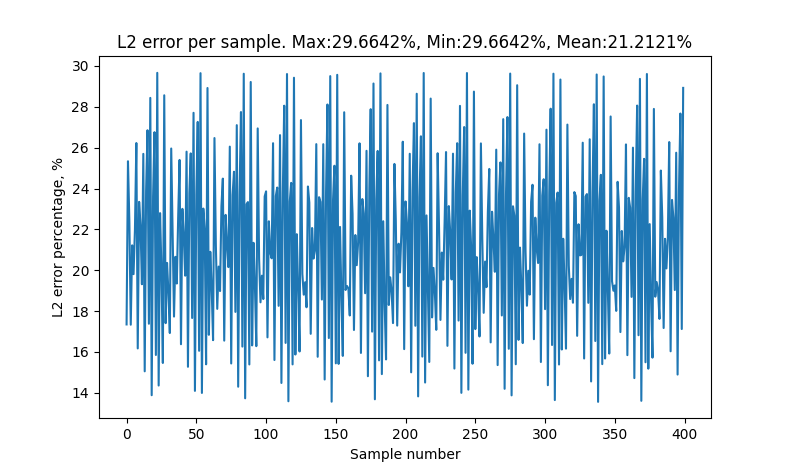 L2 error per sample. Max:29.6642%, Min:29.6642%, Mean:21.2121%
30
28
26
24
22
20
18
16
14
L2 error percentage, %
0 50 100 150 200 250 300 350 400
Sample number